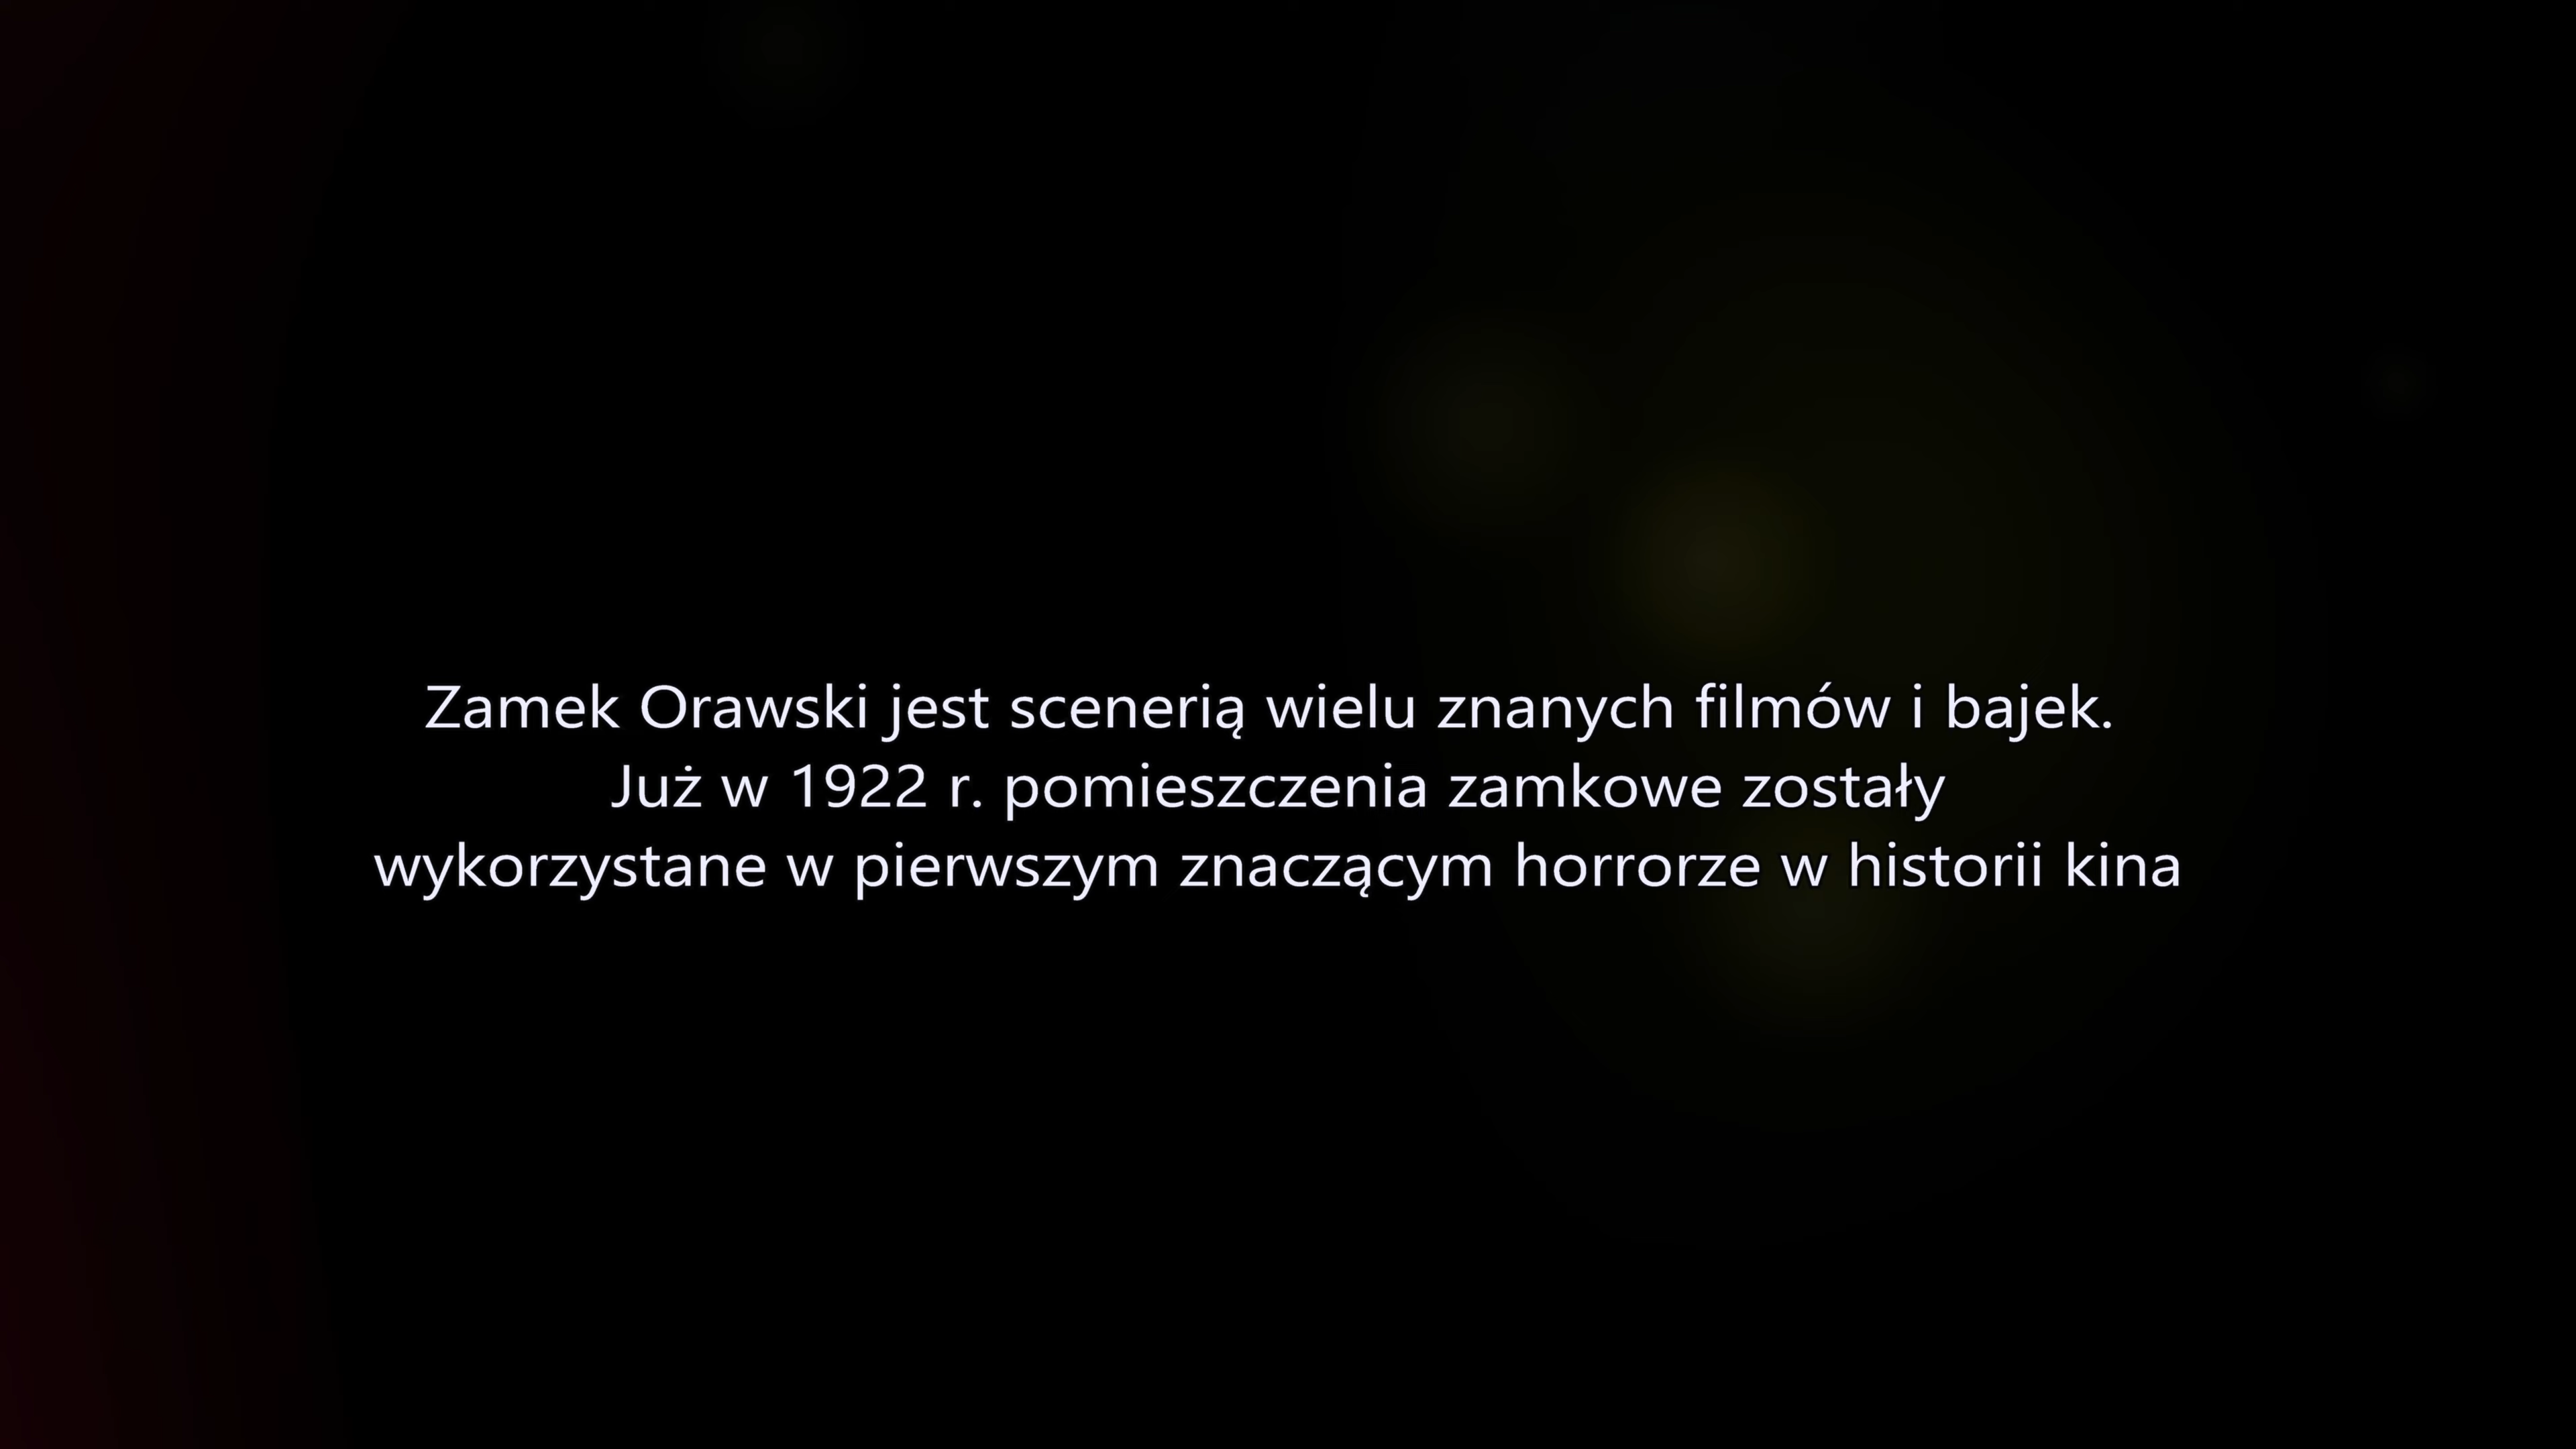 Zamek Orawski jest scenerią wielu znanych filmów i bajek.
Już w 1922 r. pomieszczenia zamkowe zostały
wykorzystane w pierwszym znaczącym horrorze w historii kina